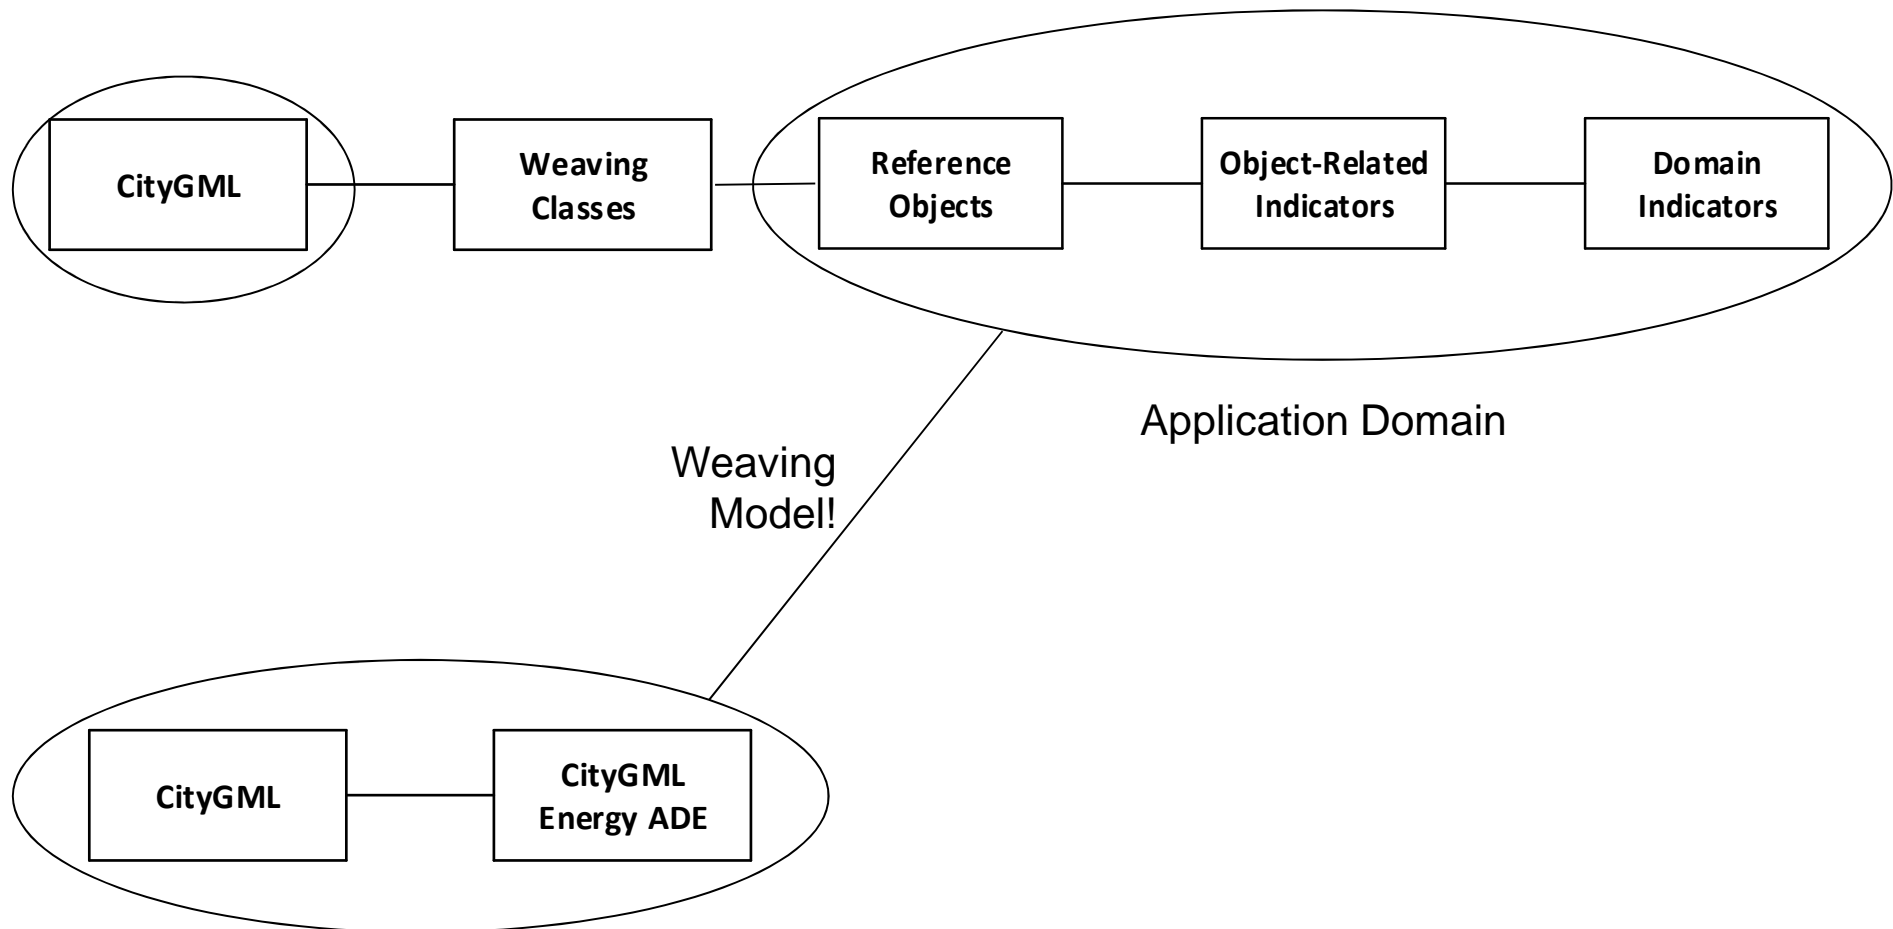 CityGML
Weaving
Classes
Reference
Objects
Object-Related
Indicators
Domain
Indicators
Application Domain
Weaving
Model!
CityGML
CityGML
Energy ADE